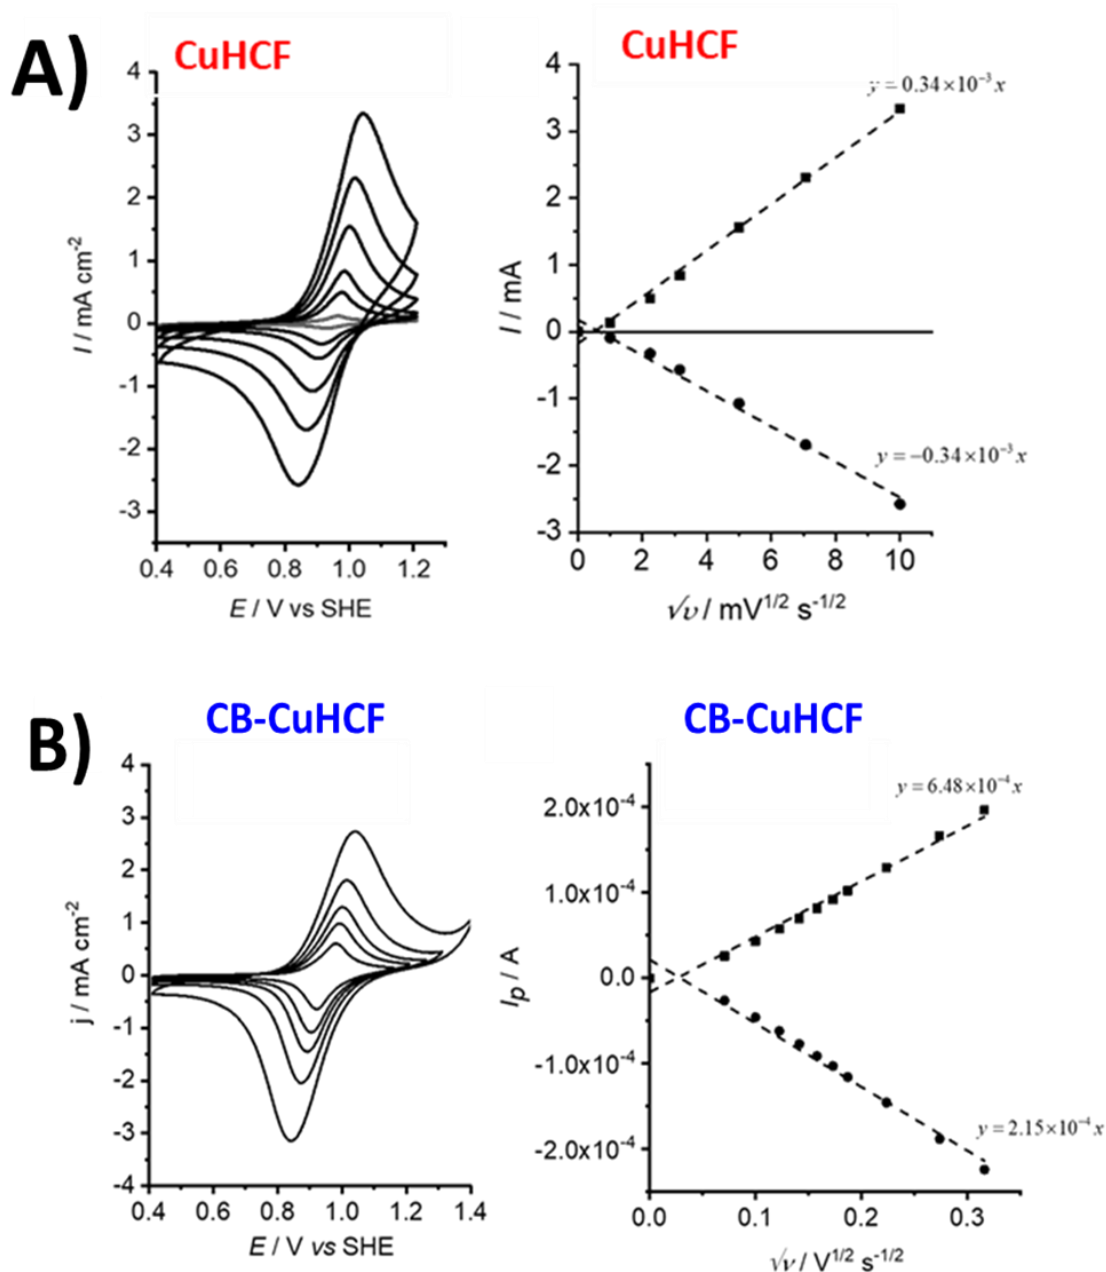 A)
CuHCF
4
3
2
1
0
-1
-2
-3
I / mA cm-2
0.4 0.6 0.8 1.0 1.2
E / V vs SHE
CuHCF
4
3
2
1
0
-1
-2
-3
I / mA
y = 0.34×10−3 x
y = −0.34×10−3 x
0 2 4 6 8 10
√υ / mV1/2 s-1/2
B)
CB-CuHCF
4
3
2
1
0
-1
-2
-3
-4
j / mA cm-2
0.4 0.6 0.8 1.0 1.2 1.4
E / V vs SHE
CB-CuHCF
2.0x10-4
1.0x10-4
0.0
-1.0x10-4
-2.0x10-4
Ip / A
y = 6.48×10−4 x
y = 2.15×10−4 x
0.0 0.1 0.2 0.3
√ν / V1/2 s-1/2